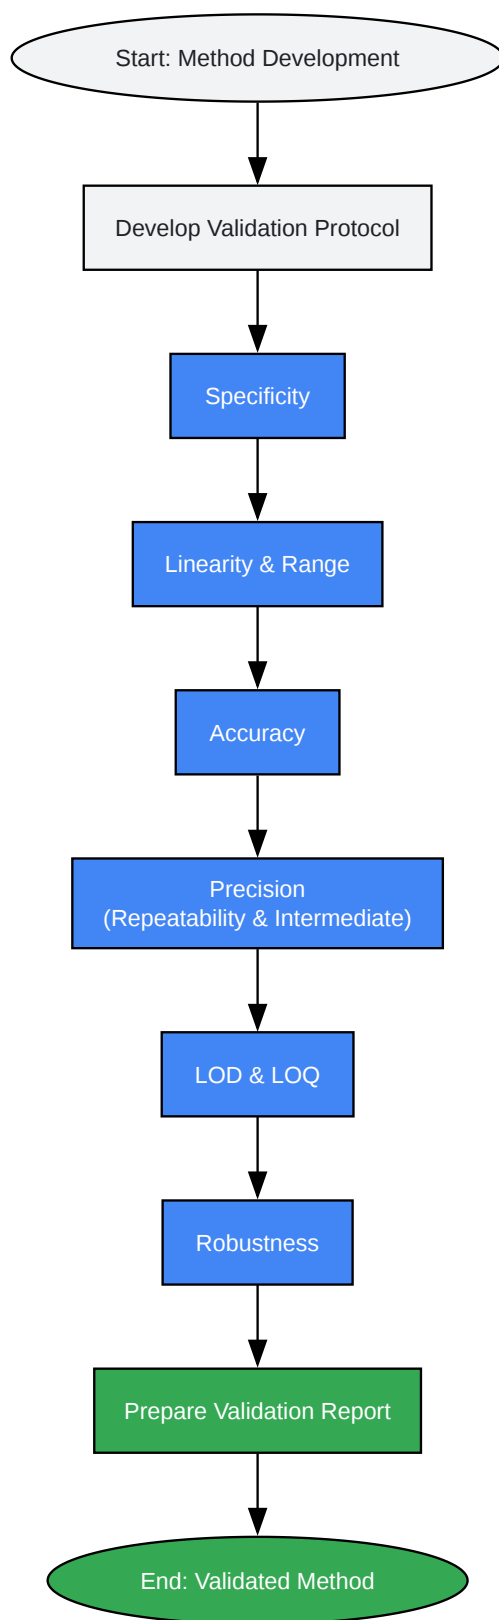 Start: Method Development
Develop Validation Protocol
Specificity
Linearity & Range
Accuracy
Precision
(Repeatability & Intermediate)
LOD & LOQ
Robustness
Prepare Validation Report
End: Validated Method